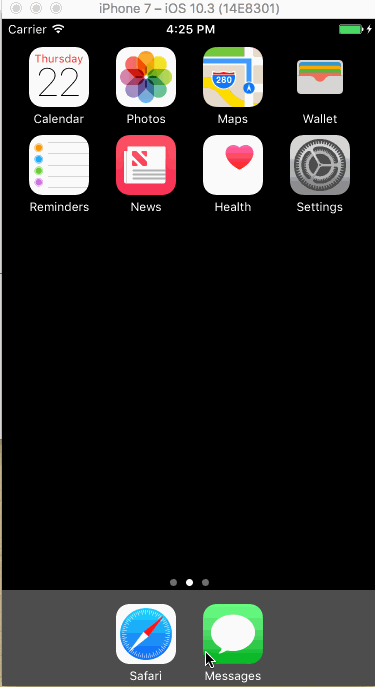 iPhone 7 – iOS 10.3 (14E8301)
Carrier 4:25 PM
Thursday
22
280
Calendar Photos Maps Wallet
Reminders News Health Settings
Safari Messages